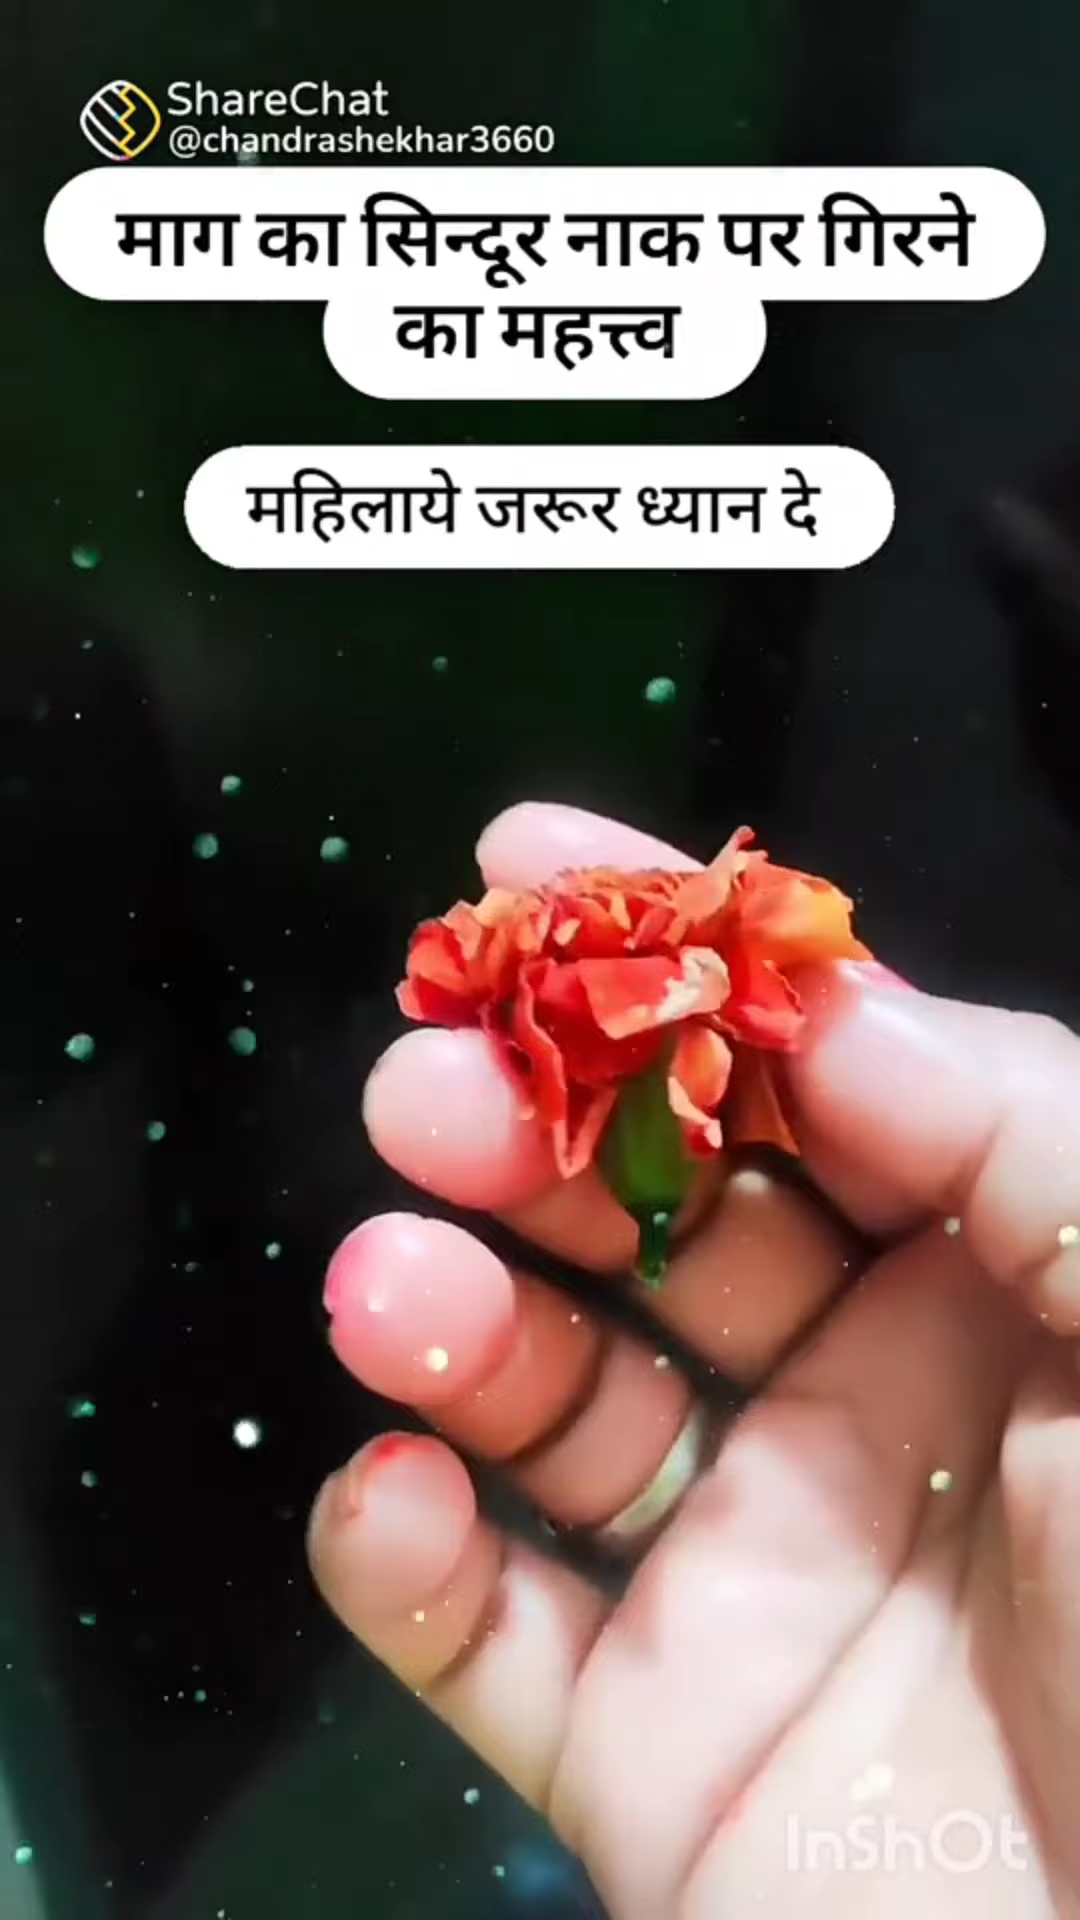 ShareChat
@chandrashekhar3660
माग का सिन्दूर नाक पर गिरने
का महत्त्व
महिलाये जरूर ध्यान दे
InShOt